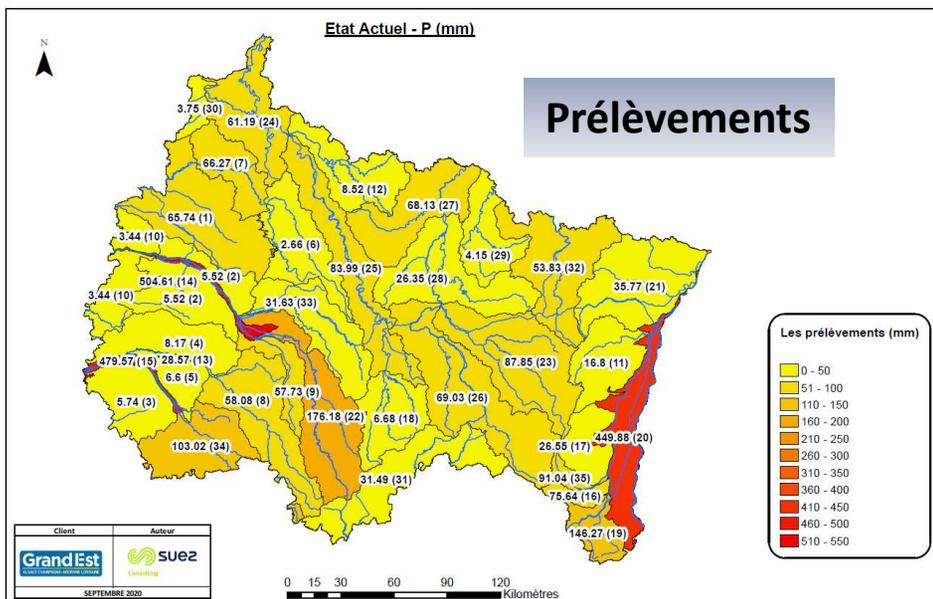 Etat Actuel - P (mm)
N
Prélèvements
3.75 (30)
61.19 (24)
66.27 (7)
8.52 (12)
68.13 (27)
65.74 (1)
3.44 (10)
2.66 (6)
4.15 (29)
83.99 (25)
53.83 (32)
504.61 (14)
5.52 (2)
26.35 (28)
35.77 (21)
3.44 (10)
5.52 (2)
31.63 (33)
8.17 (4)
479.57 (15)
28.57 (13)
6.6 (5)
87.85 (23)
16.8 (11)
5.74 (3)
58.08 (8)
57.73 (9)
69.03 (26)
176.18 (22)
6.68 (18)
103.02 (34)
26.55 (17)
449.88 (20)
31.49 (31)
91.04 (35)
75.64 (16)
146.27 (19)
Les prélèvements (mm)
0 - 50
51 - 100
110 - 150
160 - 200
210 - 250
260 - 300
310 - 350
360 - 400
410 - 450
460 - 500
510 - 550
Client
Auteur
GrandEst
ALSACE CHAMPAGNE-ARDENNE LORRAINE
suez
Consulting
SEPTEMBRE 2020
0 15 30 60 90 120
Kilomètres